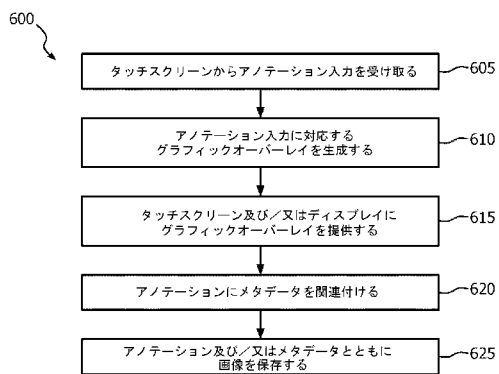 600
タッチスクリーンからアノテーション入力を受け取る
605
アノテーション入力に対応する
グラフィックオーバーレイを生成する
610
タッチスクリーン及び／又はディスプレイに
グラフィックオーバーレイを提供する
615
アノテーションにメタデータを関連付ける
620
アノテーション及び／又はメタデータとともに
画像を保存する
625